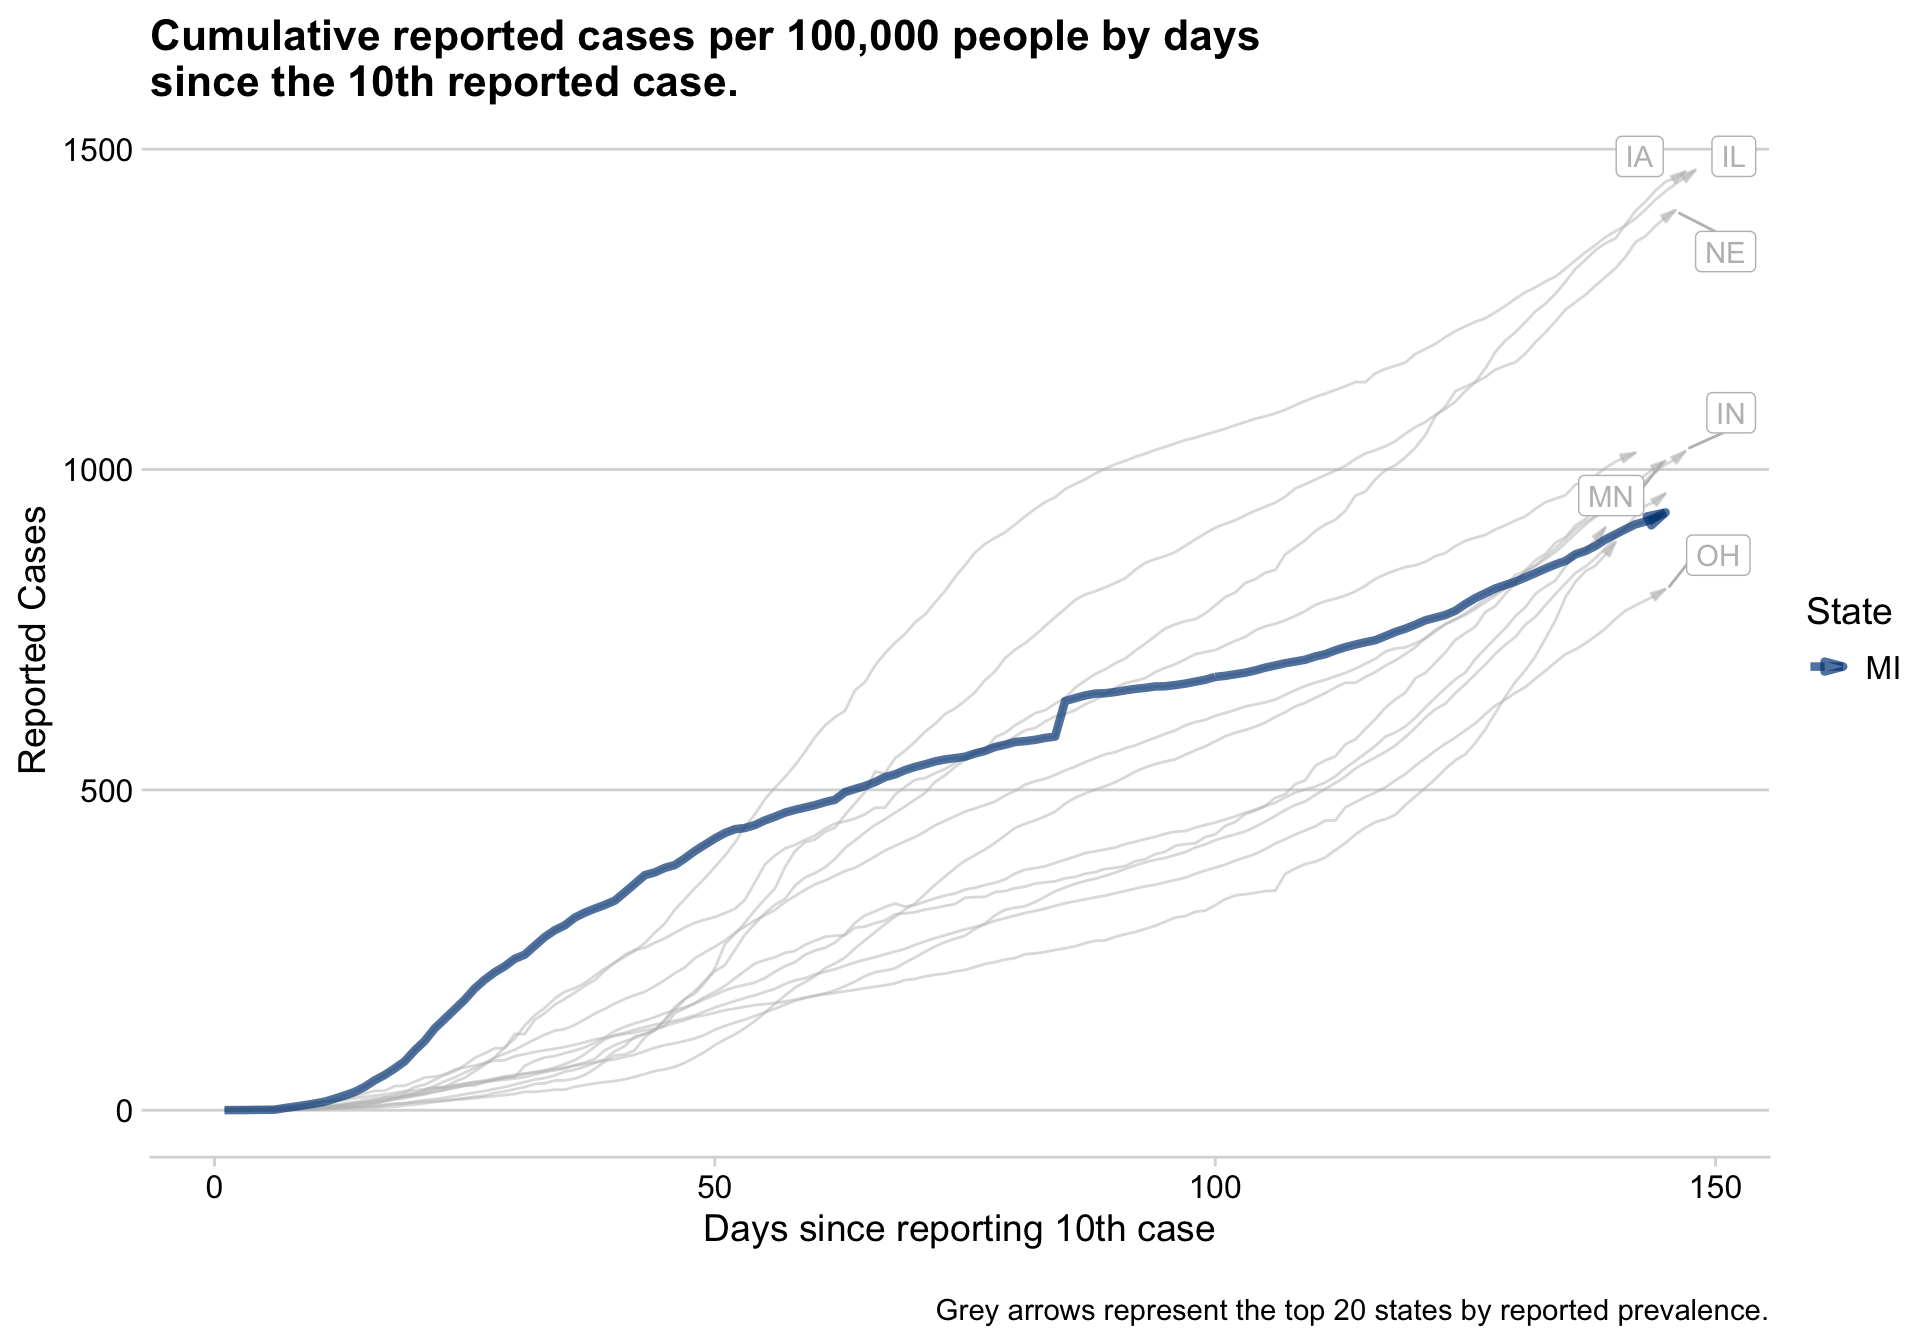 Cumulative reported cases per 100,000 people by days
since the 10th reported case.
1500
1000
500
0
Reported Cases
IA
IL
NE
IN
MN
OH
State
MI
0
50
100
150
Days since reporting 10th case
Grey arrows represent the top 20 states by reported prevalence.